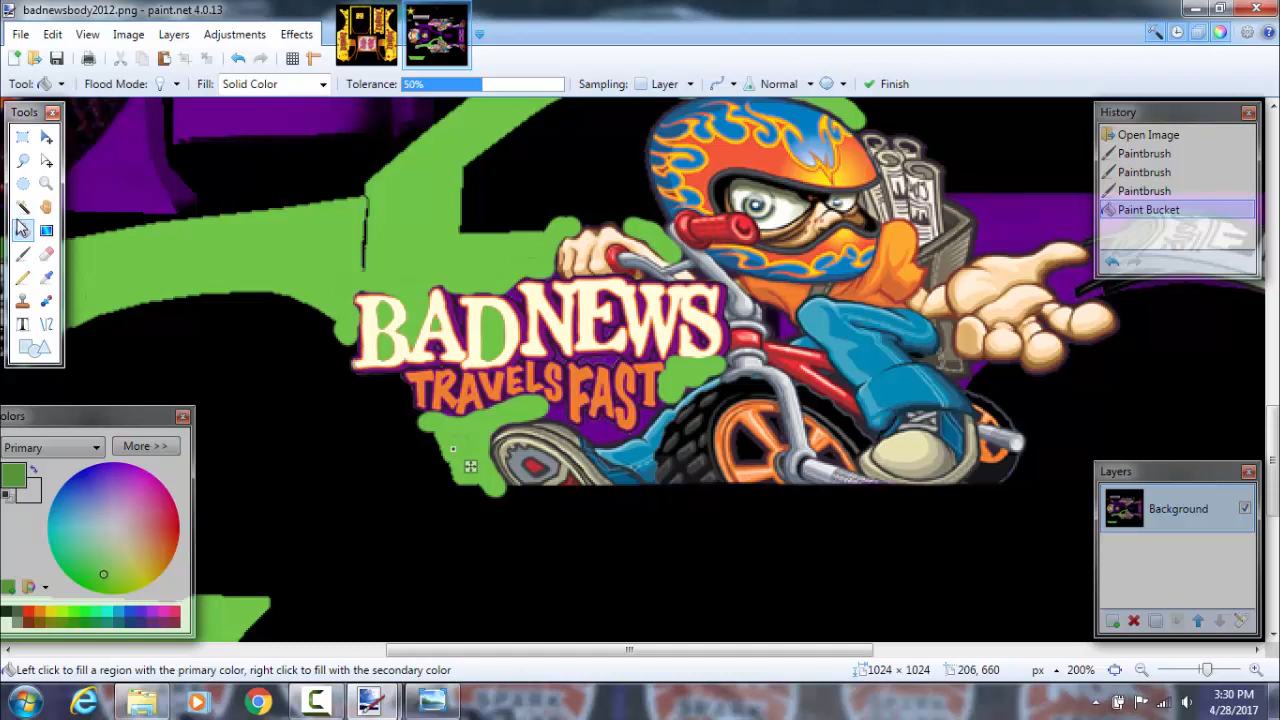 badnewsbody2012.png - paint.net 4.0.13
File Edit View Image Layers Adjustments Effects
Tool: Flood Mode: Fill: Solid Color Tolerance: 50% Sampling: Layer Normal Finish
Tools
History
Open Image
Paintbrush
Paintbrush
Paintbrush
Paint Bucket
BAD NEWS
TRAVELS FAST
olors
Primary
More >>
Layers
Background
Left click to fill a region with the primary color, right click to fill with the secondary color
1024 × 1024
206, 660
px
200%
3:30 PM
4/28/2017